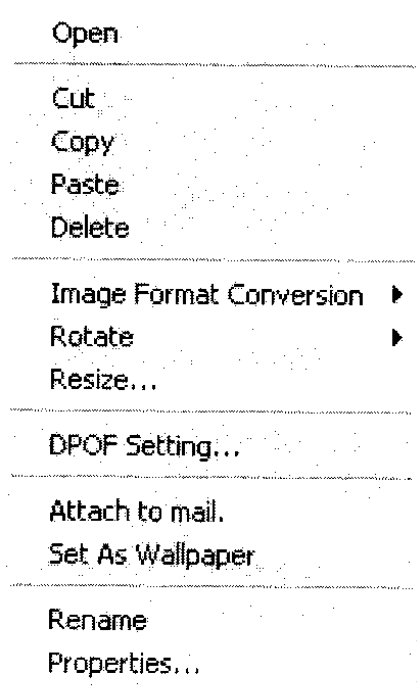 Open
Cut
Copy
Paste
Delete
Image Format Conversion
Rotate
Resize...
DPOF Setting...
Attach to mail.
Set As Wallpaper
Rename
Properties...